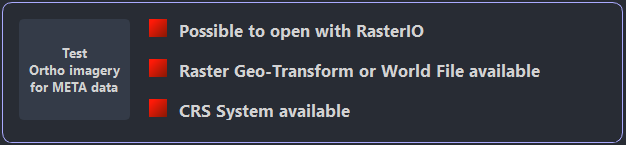 Test
Ortho imagery
for META data
Possible to open with RasterIO
Raster Geo-Transform or World File available
CRS System available